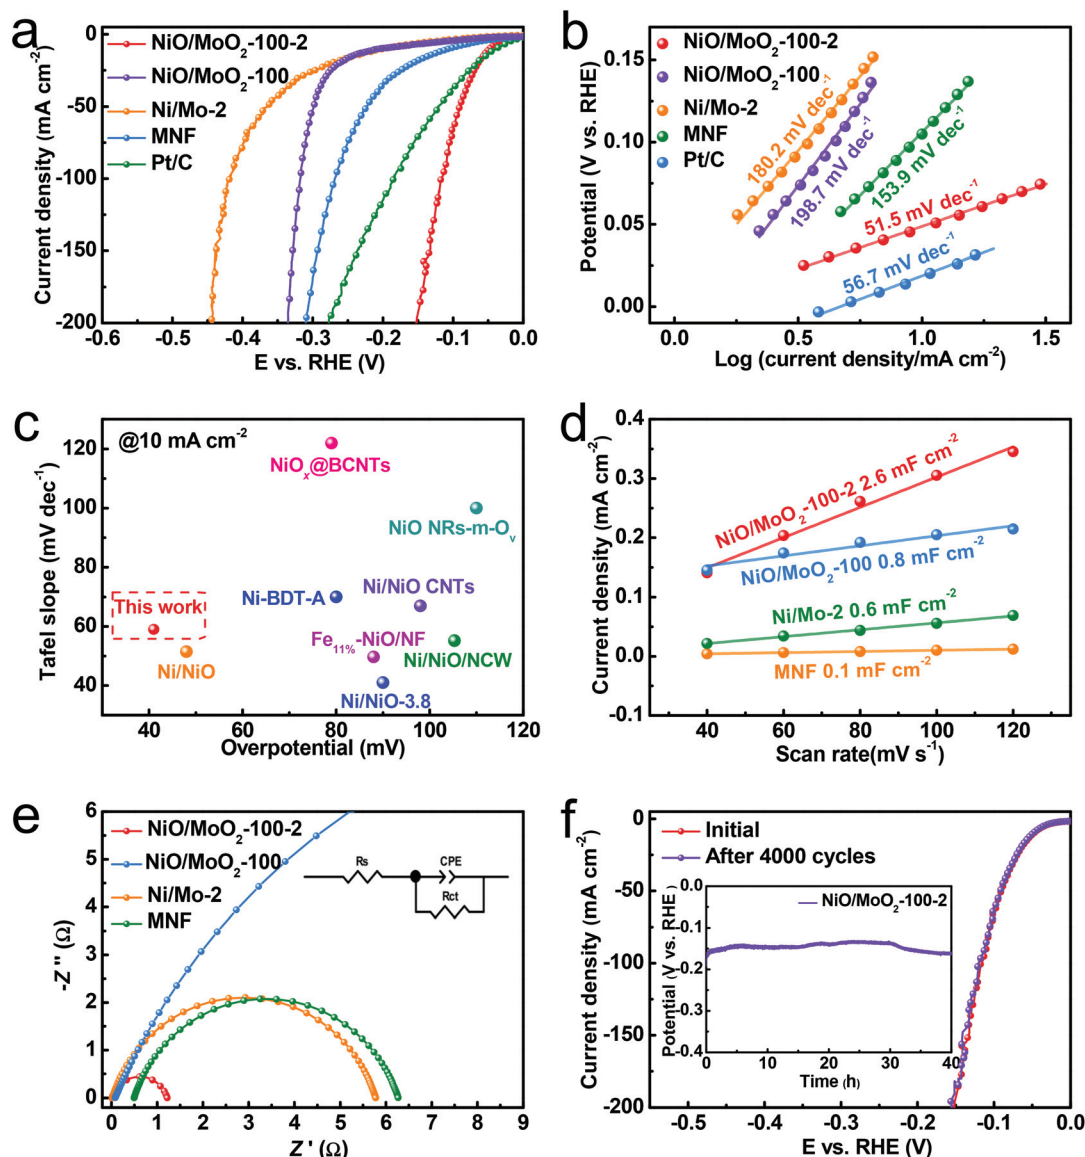 a
NiO/MoO₂-100-2
NiO/MoO₂-100
Ni/Mo-2
MNF
Pt/C
Current density (mA cm⁻²)
0
-50
-100
-150
-200
-0.6 -0.5 -0.4 -0.3 -0.2 -0.1 0.0
E vs. RHE (V)
b
NiO/MoO₂-100-2
NiO/MoO₂-100
Ni/Mo-2
MNF
Pt/C
180.2 mV dec⁻¹
198.7 mV dec⁻¹
153.9 mV dec⁻¹
51.5 mV dec⁻¹
56.7 mV dec⁻¹
Potential (V vs. RHE)
0.15
0.10
0.05
0.00
0.0 0.5 1.0 1.5
Log (current density/mA cm⁻²)
c
@10 mA cm⁻²
NiOₓ@BCNTs
NiO NRs-m-Oᵥ
Ni-BDT-A
Ni/NiO CNTs
This work
Fe₁₁%-NiO/NF
Ni/NiO/NCW
Ni/NiO
Ni/NiO-3.8
Tafel slope (mV dec⁻¹)
120
100
80
60
40
40 60 80 100 120
Overpotential (mV)
d
NiO/MoO₂-100-2 2.6 mF cm⁻²
NiO/MoO₂-100 0.8 mF cm⁻²
Ni/Mo-2 0.6 mF cm⁻²
MNF 0.1 mF cm⁻²
Current density (mA cm⁻²)
0.4
0.3
0.2
0.1
0.0
-0.1
40 60 80 100 120
Scan rate(mV s⁻¹)
e
NiO/MoO₂-100-2
NiO/MoO₂-100
Ni/Mo-2
MNF
Rs
CPE
Rct
-Z'' (Ω)
6
5
4
3
2
1
0
0 1 2 3 4 5 6 7 8 9
Z' (Ω)
f
Initial
After 4000 cycles
NiO/MoO₂-100-2
Potential (V vs. RHE)
0.0
-0.1
-0.2
-0.3
-0.4
0 10 20 30 40
Time (h)
Current density (mA cm⁻²)
0
-50
-100
-150
-200
-0.5 -0.4 -0.3 -0.2 -0.1 0.0
E vs. RHE (V)